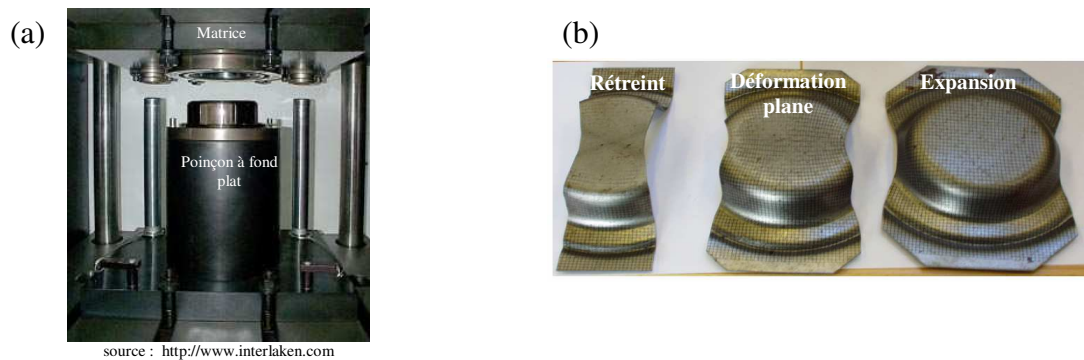 (a)
Matrice
Poinçon à fond
plat
source : http://www.interlaken.com
(b)
Rétreint
Déformation
plane
Expansion